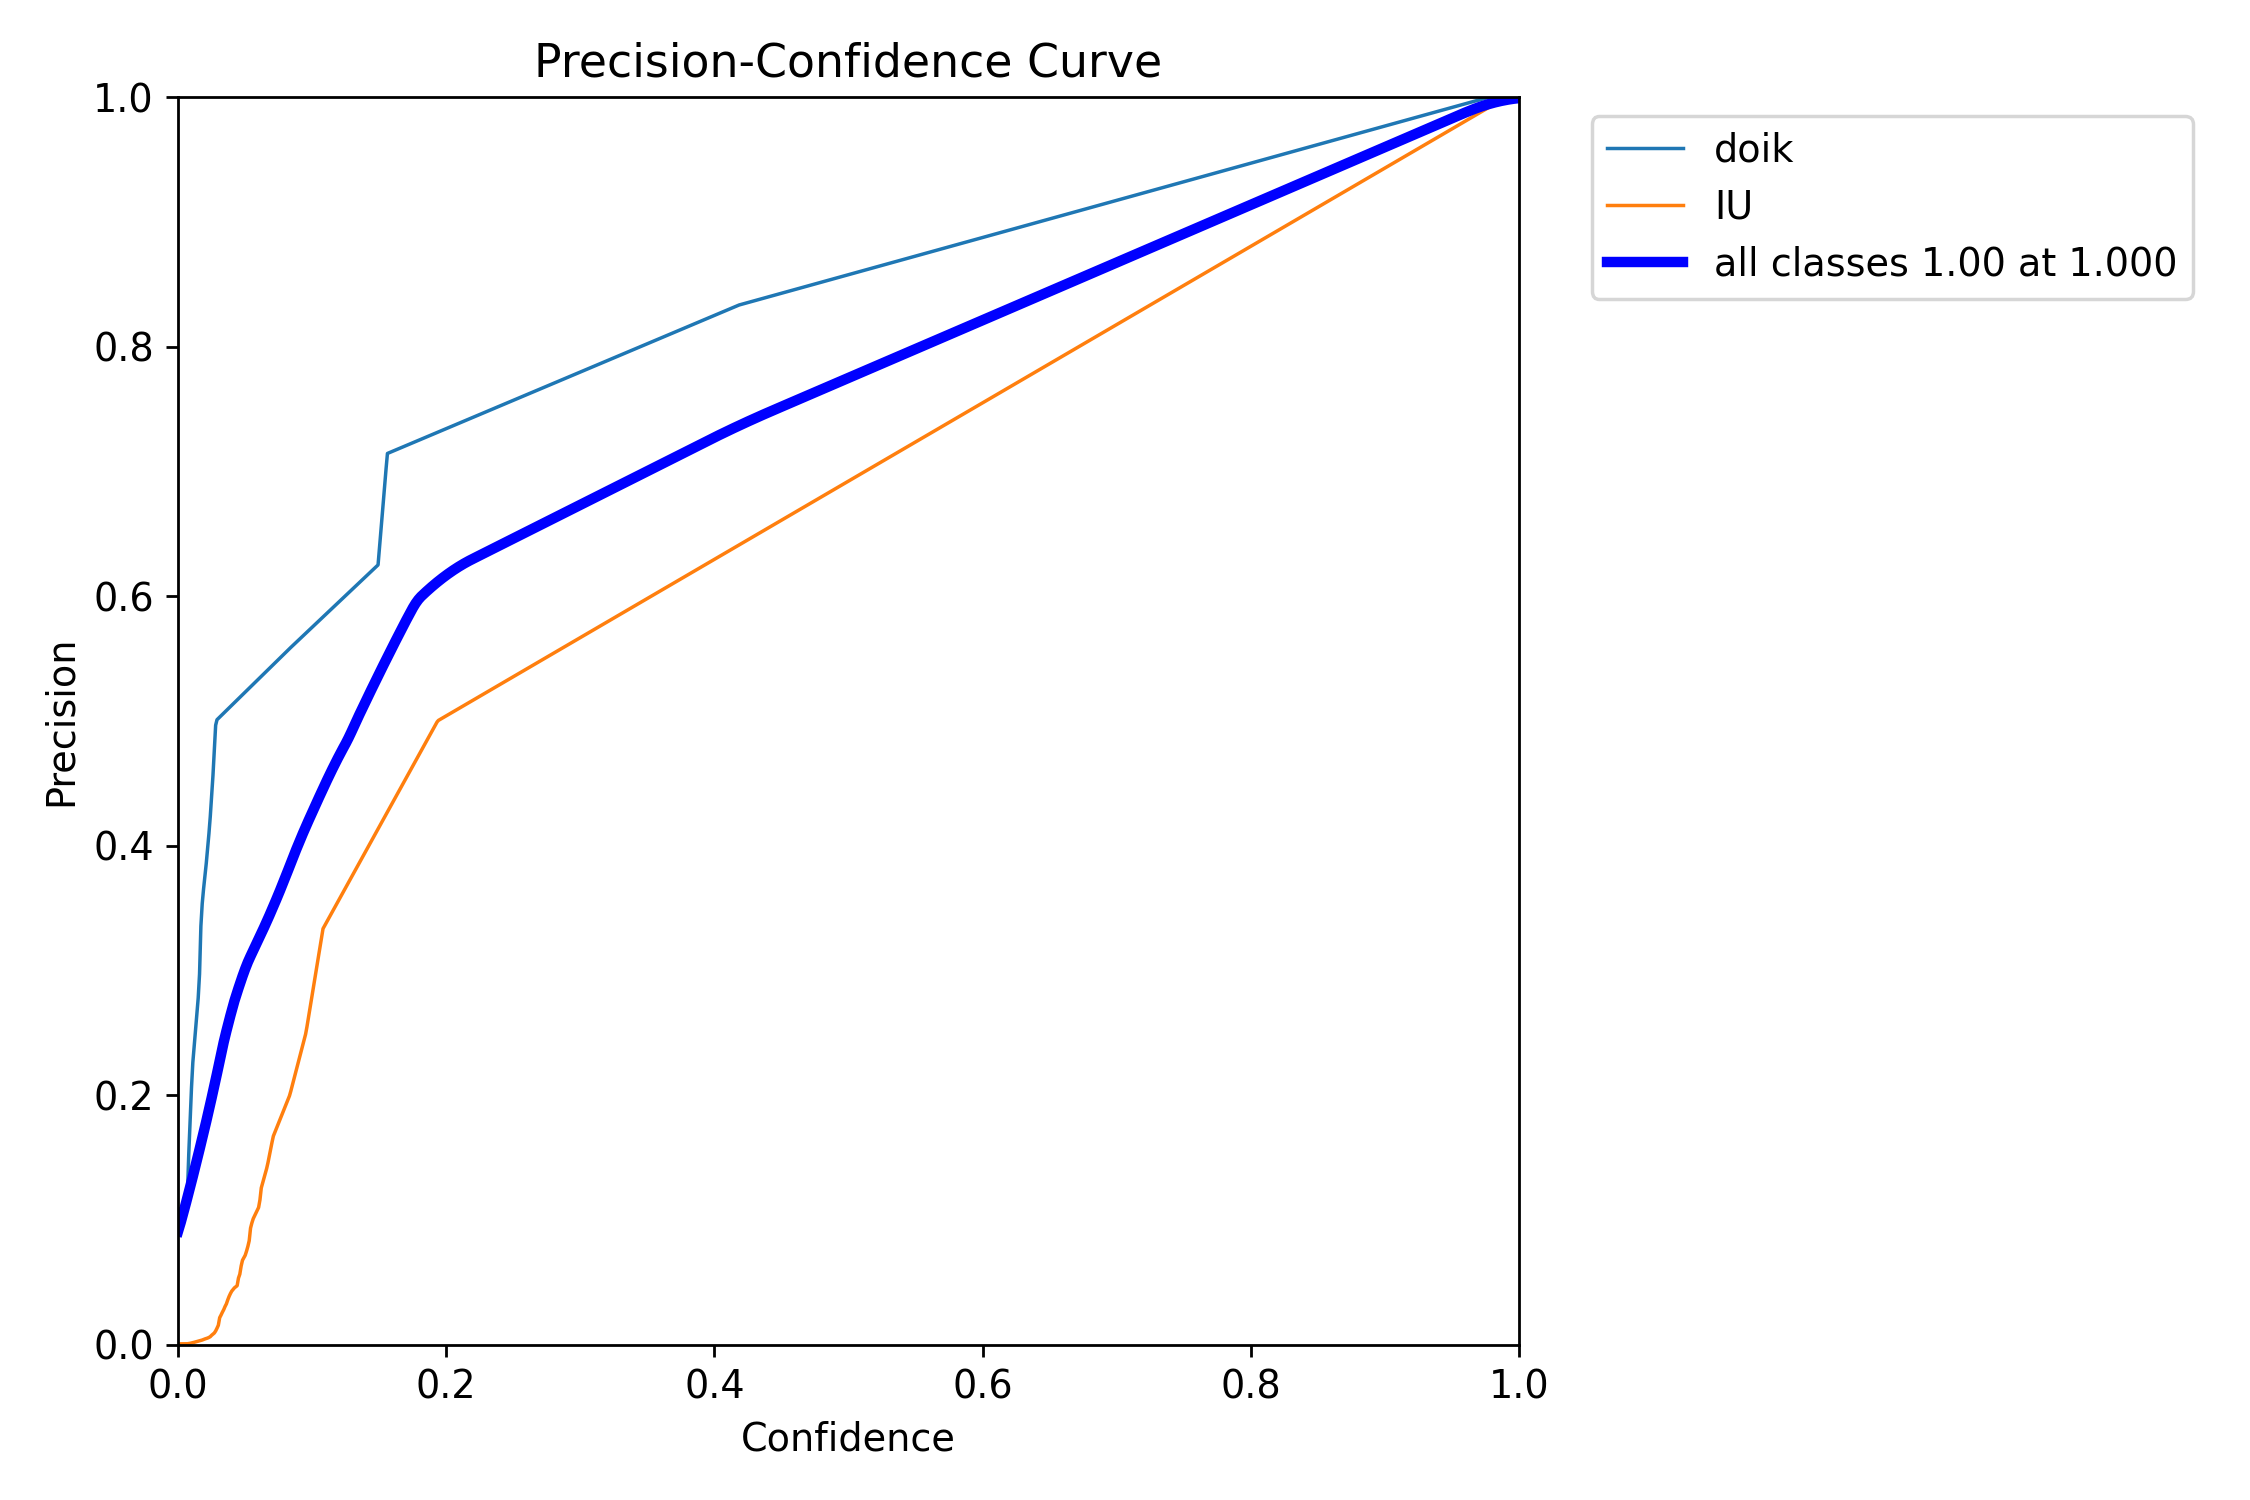 Precision-Confidence Curve
1.0
0.8
0.6
0.4
0.2
0.0
Precision
0.0 0.2 0.4 0.6 0.8 1.0
Confidence
doik
IU
all classes 1.00 at 1.000